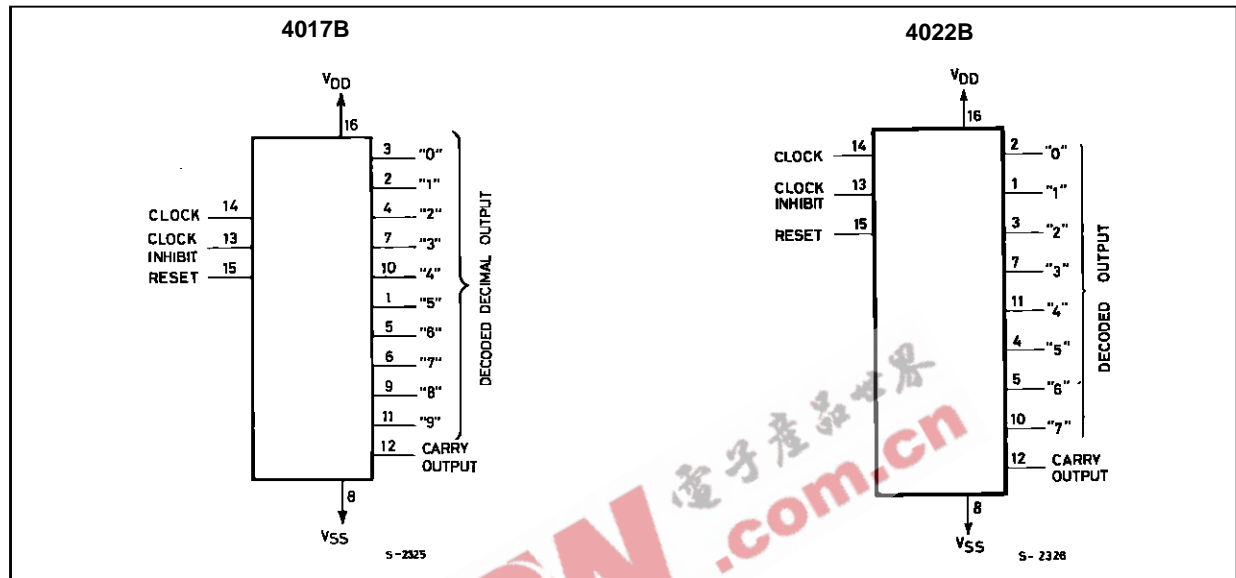 4017B
VDD
16
3 "0"
2 "1"
14 CLOCK
4 "2"
13 CLOCK INHIBIT
7 "3"
15 RESET
10 "4"
1 "5"
5 "6"
6 "7"
9 "8"
11 "9"
12 CARRY OUTPUT
DECODED DECIMAL OUTPUT
8
VSS
S-2325
4022B
VDD
16
14 CLOCK
2 "0"
13 CLOCK INHIBIT
1 "1"
15 RESET
3 "2"
7 "3"
11 "4"
4 "5"
5 "6"
10 "7"
12 CARRY OUTPUT
DECODED OUTPUT
8
VSS
S-2326
電子產品世界
.com.cn